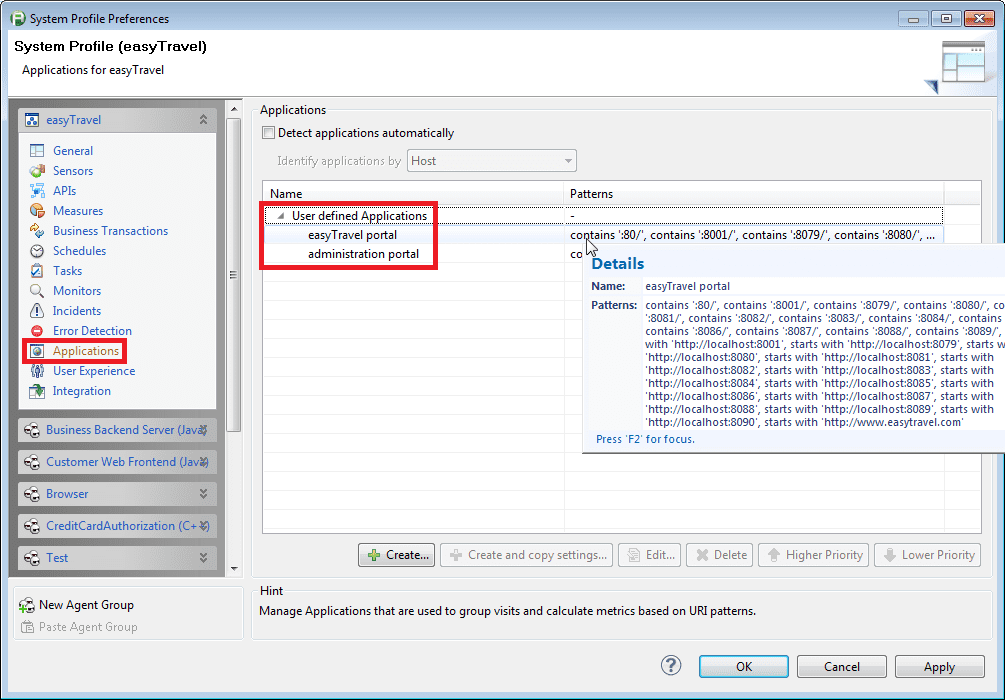 System Profile Preferences
System Profile (easyTravel)
Applications for easyTravel
easyTravel
General
Sensors
APIs
Measures
Business Transactions
Schedules
Tasks
Monitors
Incidents
Error Detection
Applications
User Experience
Integration
Business Backend Server (Java)
Customer Web Frontend (Java)
Browser
CreditCardAuthorization (C++)
Test
New Agent Group
Paste Agent Group
Applications
Detect applications automatically
Identify applications by Host
Name Patterns
User defined Applications -
easyTravel portal contains ':80/', contains ':8001/', contains ':8079/', contains ':8080/', ...
administration portal co
Details
Name: easyTravel portal
Patterns: contains ':80/', contains ':8001/', contains ':8079/', contains ':8080/', co
':8081/', contains ':8082/', contains ':8083/', contains ':8084/', contains
contains ':8086/', contains ':8087/', contains ':8088/', contains ':8089/',
with 'http://localhost:8001', starts with 'http://localhost:8079', starts w
'http://localhost:8080', starts with 'http://localhost:8081', starts with
'http://localhost:8082', starts with 'http://localhost:8083', starts with
'http://localhost:8084', starts with 'http://localhost:8085', starts with
'http://localhost:8086', starts with 'http://localhost:8087', starts with
'http://localhost:8088', starts with 'http://localhost:8089', starts with
'http://localhost:8090', starts with 'http://www.easytravel.com'
Press 'F2' for focus.
Create... Create and copy settings... Edit... Delete Higher Priority Lower Priority
Hint
Manage Applications that are used to group visits and calculate metrics based on URI patterns.
? OK Cancel Apply